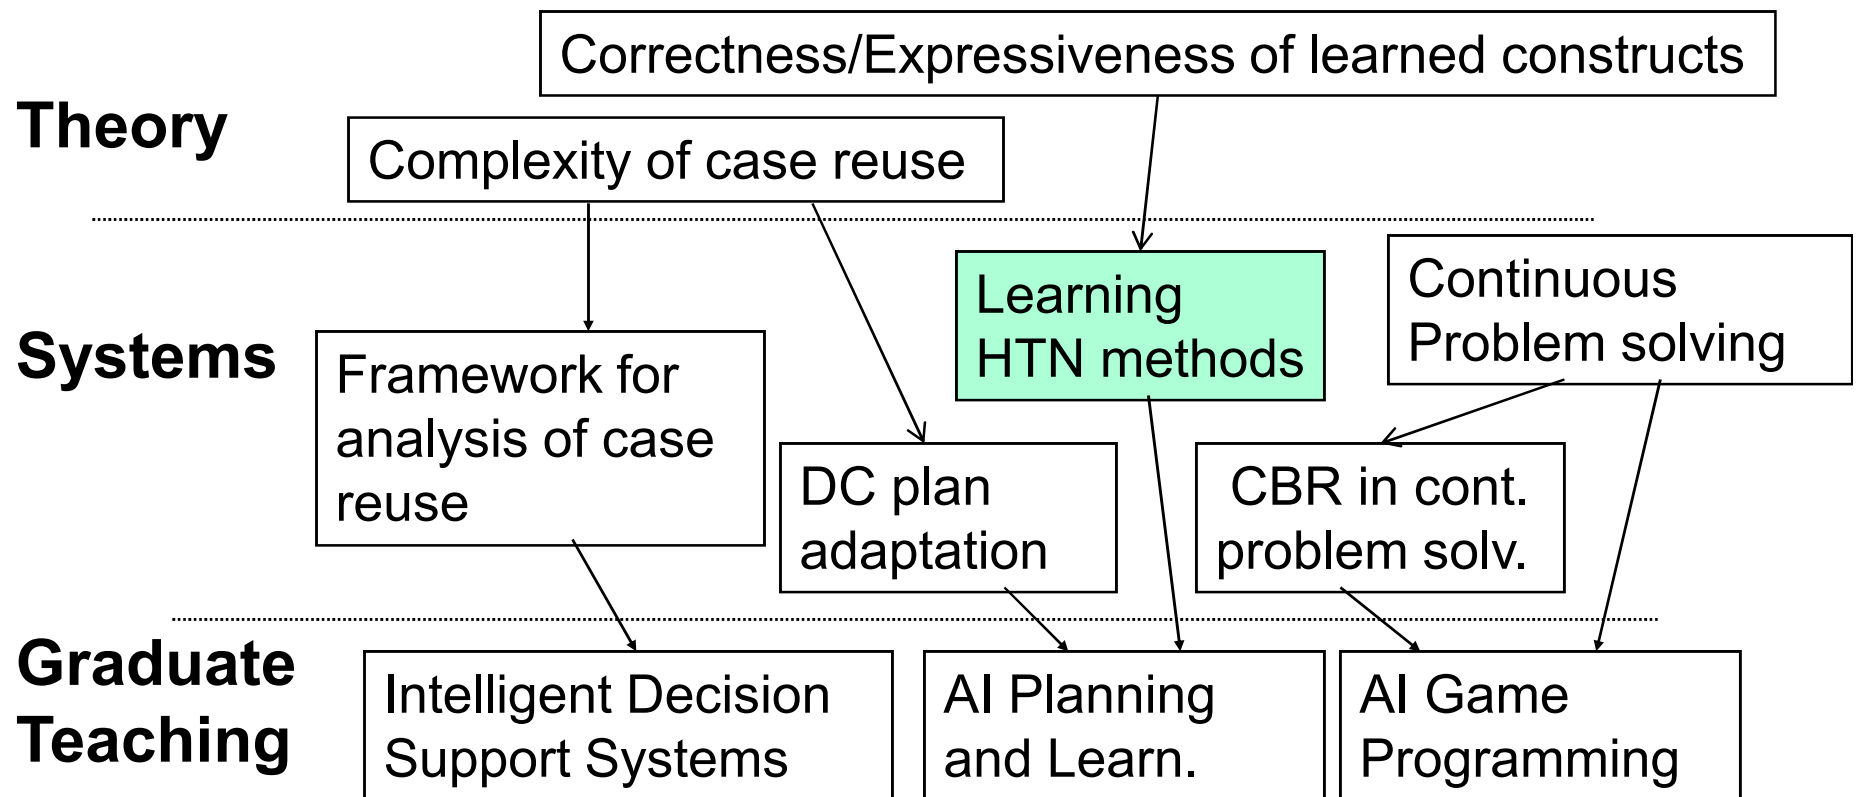 Correctness/Expressiveness of learned constructs
Theory
Complexity of case reuse
Systems
Framework for
analysis of case
reuse
DC plan
adaptation
Learning
HTN methods
Continuous
Problem solving
CBR in cont.
problem solv.
Graduate
Teaching
Intelligent Decision
Support Systems
AI Planning
and Learn.
AI Game
Programming